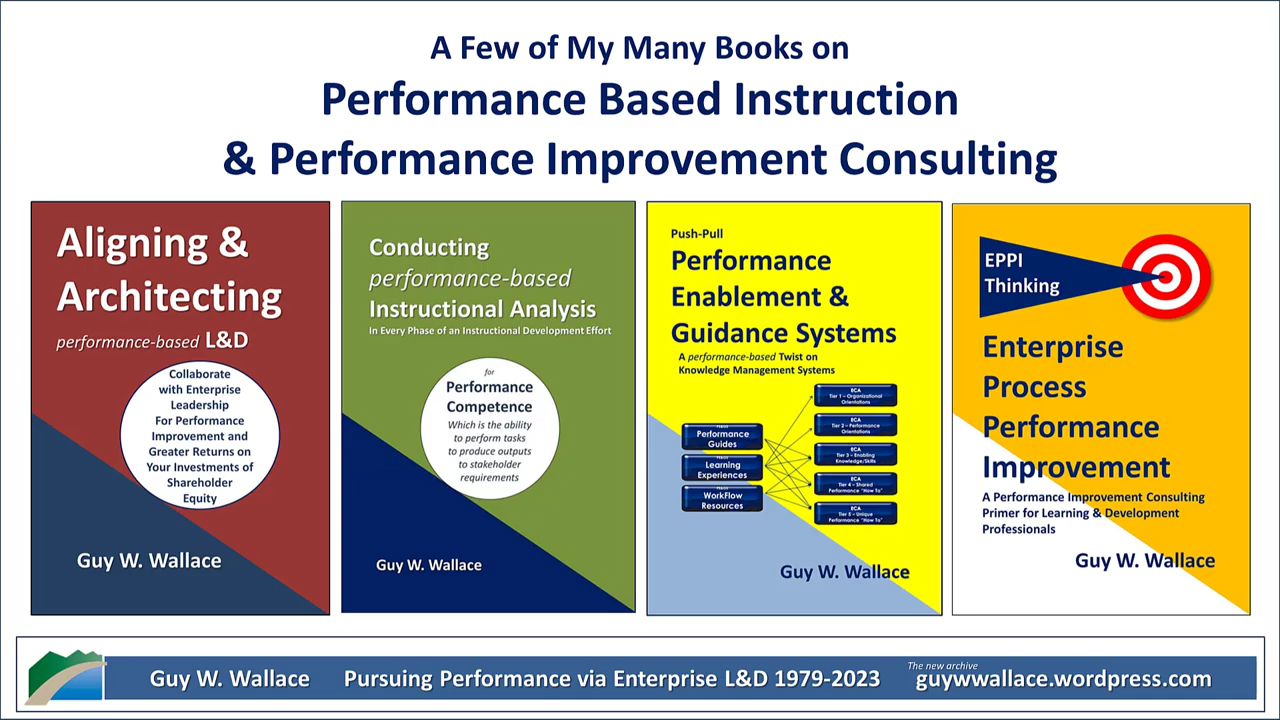 A Few of My Many Books on
Performance Based Instruction
& Performance Improvement Consulting
Aligning &
Architecting
performance-based L&D
Collaborate
with Enterprise
Leadership
For Performance
Improvement and
Greater Returns on
Your Investments of
Shareholder
Equity
Guy W. Wallace
Conducting
performance-based
Instructional Analysis
In Every Phase of an Instructional Development Effort
for
Performance
Competence
Which is the ability
to perform tasks
to produce outputs
to stakeholder
requirements
Guy W. Wallace
Push-Pull
Performance
Enablement &
Guidance Systems
A performance-based Twist on
Knowledge Management Systems
Performance
Guides
Learning
Experiences
WorkFlow
Resources
ECA
Tier 1 – Organizational
Orientations
ECA
Tier 2 – Performance
Orientations
ECA
Tier 3 – Enabling
Knowledge/Skills
ECA
Tier 4 – Shared
Performance "How To"
ECA
Tier 5 – Unique
Performance "How To"
Guy W. Wallace
EPPI
Thinking
Enterprise
Process
Performance
Improvement
A Performance Improvement Consulting
Primer for Learning & Development
Professionals
Guy W. Wallace
Guy W. Wallace Pursuing Performance via Enterprise L&D 1979-2023
The new archive
guywwallace.wordpress.com